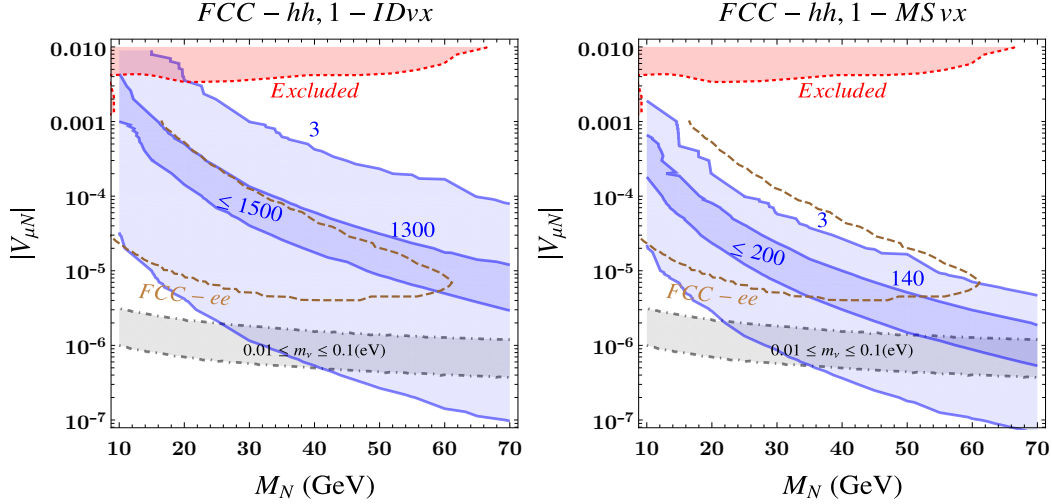 FCC − hh, 1 − IDvx
0.010
0.001
10⁻⁴
10⁻⁵
10⁻⁶
10⁻⁷
|V_μN|
Excluded
3
≤ 1500
1300
FCC − ee
0.01 ≤ m_ν ≤ 0.1(eV)
10 20 30 40 50 60 70
M_N (GeV)
FCC − hh, 1 − MSvx
0.010
0.001
10⁻⁴
10⁻⁵
10⁻⁶
10⁻⁷
|V_μN|
Excluded
3
≤ 200
140
FCC − ee
0.01 ≤ m_ν ≤ 0.1(eV)
10 20 30 40 50 60 70
M_N (GeV)